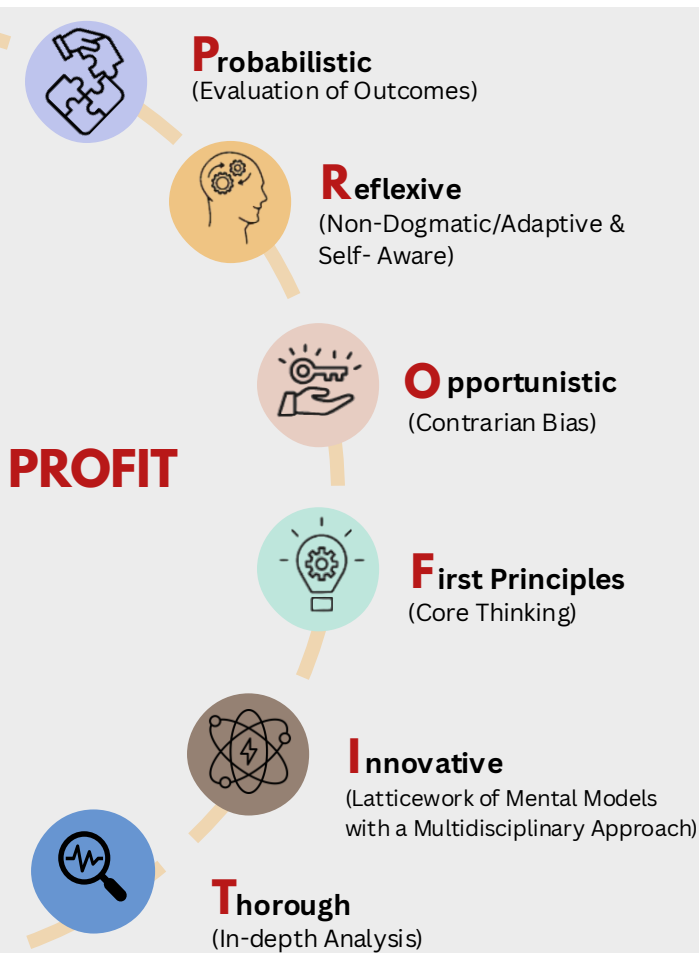 Probabilistic
(Evaluation of Outcomes)
Reflexive
(Non-Dogmatic/Adaptive &
Self- Aware)
Opportunistic
(Contrarian Bias)
PROFIT
First Principles
(Core Thinking)
Innovative
(Latticework of Mental Models
with a Multidisciplinary Approach)
Thorough
(In-depth Analysis)